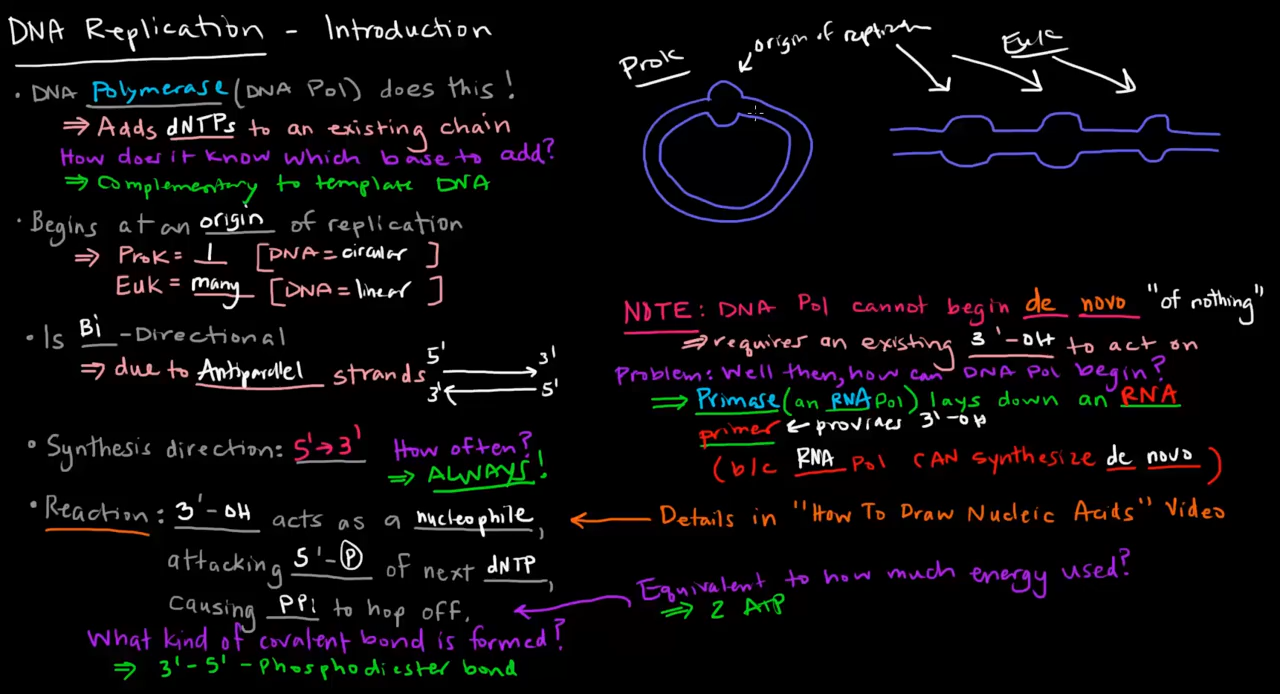 DNA Replication - Introduction
• DNA Polymerase (DNA Pol) does this!
⇒ Adds dNTPs to an existing chain
How does it know which base to add?
⇒ Complementary to template DNA
• Begins at an origin of replication
⇒ ProK = 1 [DNA = circular]
Euk = many [DNA = linear]
• Is Bi-Directional
⇒ due to Antiparallel strands
5' → 3'
3' ← 5'
• Synthesis direction: 5'→3'
How often?
⇒ ALWAYS!
• Reaction: 3'-OH acts as a nucleophile,
attacking 5'-P of next dNTP,
causing PPi to hop off.
What kind of covalent bond is formed?
⇒ 3'-5'-Phosphodiester bond
ProK
origin of replication
Euk
NOTE: DNA Pol cannot begin de novo "of nothing"
⇒ requires an existing 3'-OH to act on
Problem: Well then, how can DNA Pol begin?
⇒ Primase (an RNA Pol) lays down an RNA
primer ← provides 3'-OH
(b/c RNA Pol CAN synthesize de novo)
← Details in "How To Draw Nucleic Acids" Video
Equivalent to how much energy used?
⇒ 2 ATP